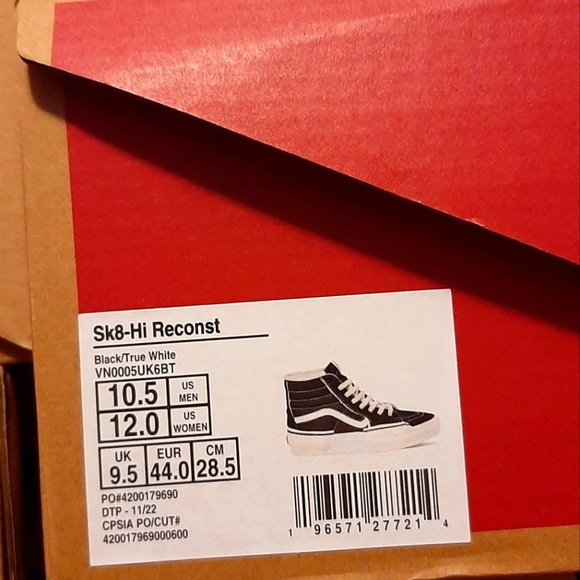 Sk8-Hi Reconst
Black/True White
VN0005UK6BT
10.5 US MEN
12.0 US WOMEN
UK EUR CM
9.5 44.0 28.5
PO#4200179690
DTP - 11/22
CPSIA PO/CUT#
420017969000600
1 96571 27721 4